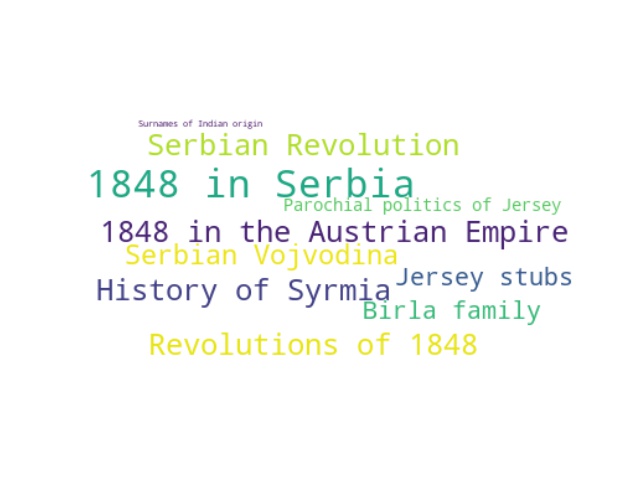 Surnames of Indian origin
Serbian Revolution
1848 in Serbia
Parochial politics of Jersey
1848 in the Austrian Empire
Serbian Vojvodina
Jersey stubs
History of Syrmia
Birla family
Revolutions of 1848